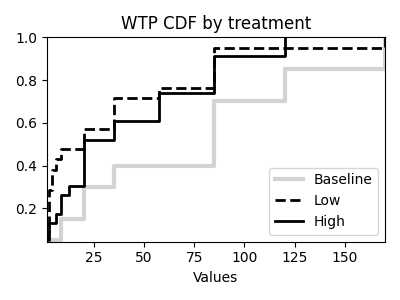 WTP CDF by treatment
1.0
0.8
0.6
0.4
0.2
Baseline
Low
High
25 50 75 100 125 150
Values